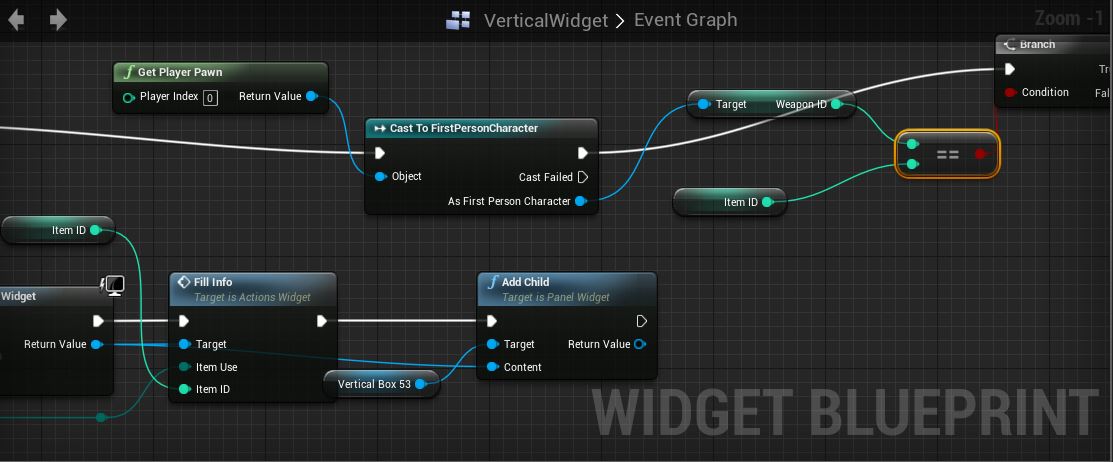 VerticalWidget > Event Graph
Zoom -1
Branch
Get Player Pawn
Player Index 0 Return Value
Condition
Target Weapon ID
Cast To FirstPersonCharacter
==
Object
Cast Failed
As First Person Character
Item ID
Item ID
Widget
Fill Info
Target is Actions Widget
Add Child
Target is Panel Widget
Return Value
Target
Target
Return Value
Item Use
Content
Vertical Box 53
Item ID
WIDGET BLUEPRINT